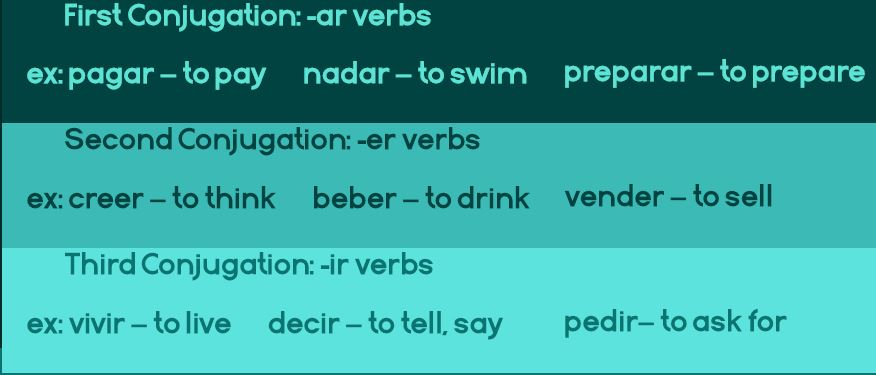 First Conjugation: -ar verbs
ex: pagar – to pay nadar – to swim preparar – to prepare
Second Conjugation: -er verbs
ex: creer – to think beber – to drink vender – to sell
Third Conjugation: -ir verbs
ex: vivir – to live decir – to tell, say pedir– to ask for